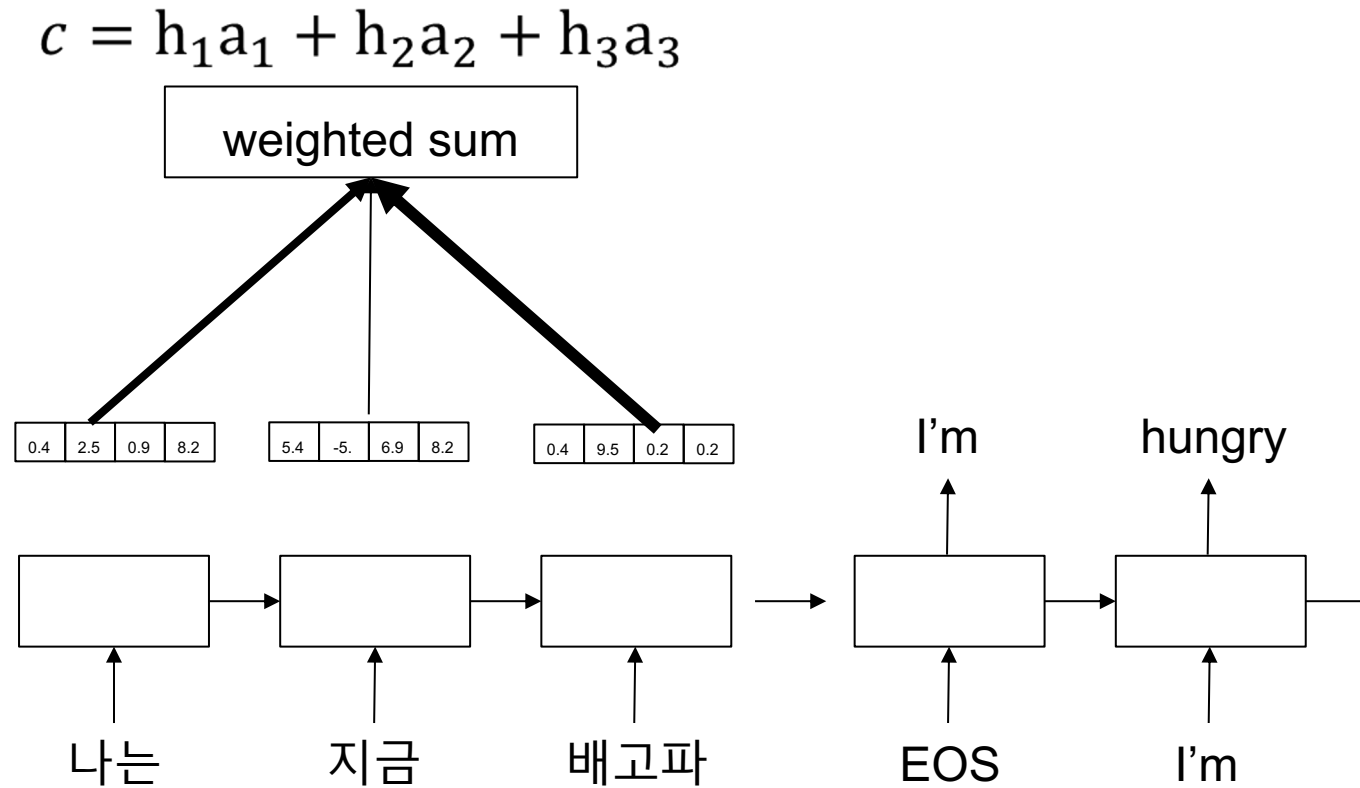 c = h₁a₁ + h₂a₂ + h₃a₃
weighted sum
0.4 2.5 0.9 8.2
5.4 -5. 6.9 8.2
0.4 9.5 0.2 0.2
I’m
hungry
나는
지금
배고파
EOS
I’m